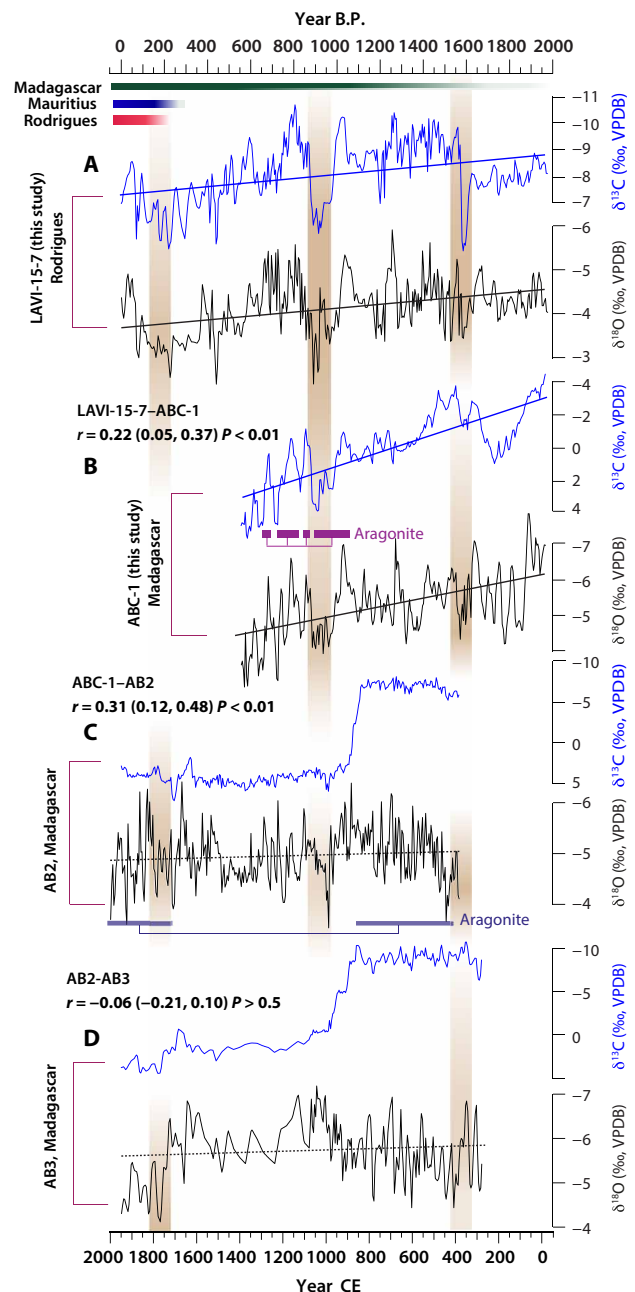 Year B.P.
0 200 400 600 800 1000 1200 1400 1600 1800 2000
Madagascar
Mauritius
Rodrigues
A
−11
−10
−9
−8
−7
δ¹³C (‰, VPDB)
LAVI-15-7 (this study)
Rodrigues
−6
−5
−4
−3
δ¹⁸O (‰, VPDB)
LAVI-15-7–ABC-1
r = 0.22 (0.05, 0.37) P < 0.01
B
−4
−2
0
2
4
δ¹³C (‰, VPDB)
Aragonite
ABC-1 (this study)
Madagascar
−7
−6
−5
δ¹⁸O (‰, VPDB)
ABC-1–AB2
r = 0.31 (0.12, 0.48) P < 0.01
C
−10
−5
0
5
δ¹³C (‰, VPDB)
AB2, Madagascar
−6
−5
−4
δ¹⁸O (‰, VPDB)
Aragonite
AB2-AB3
r = −0.06 (−0.21, 0.10) P > 0.5
D
−10
−5
0
δ¹³C (‰, VPDB)
AB3, Madagascar
−7
−6
−5
−4
δ¹⁸O (‰, VPDB)
2000 1800 1600 1400 1200 1000 800 600 400 200 0
Year CE